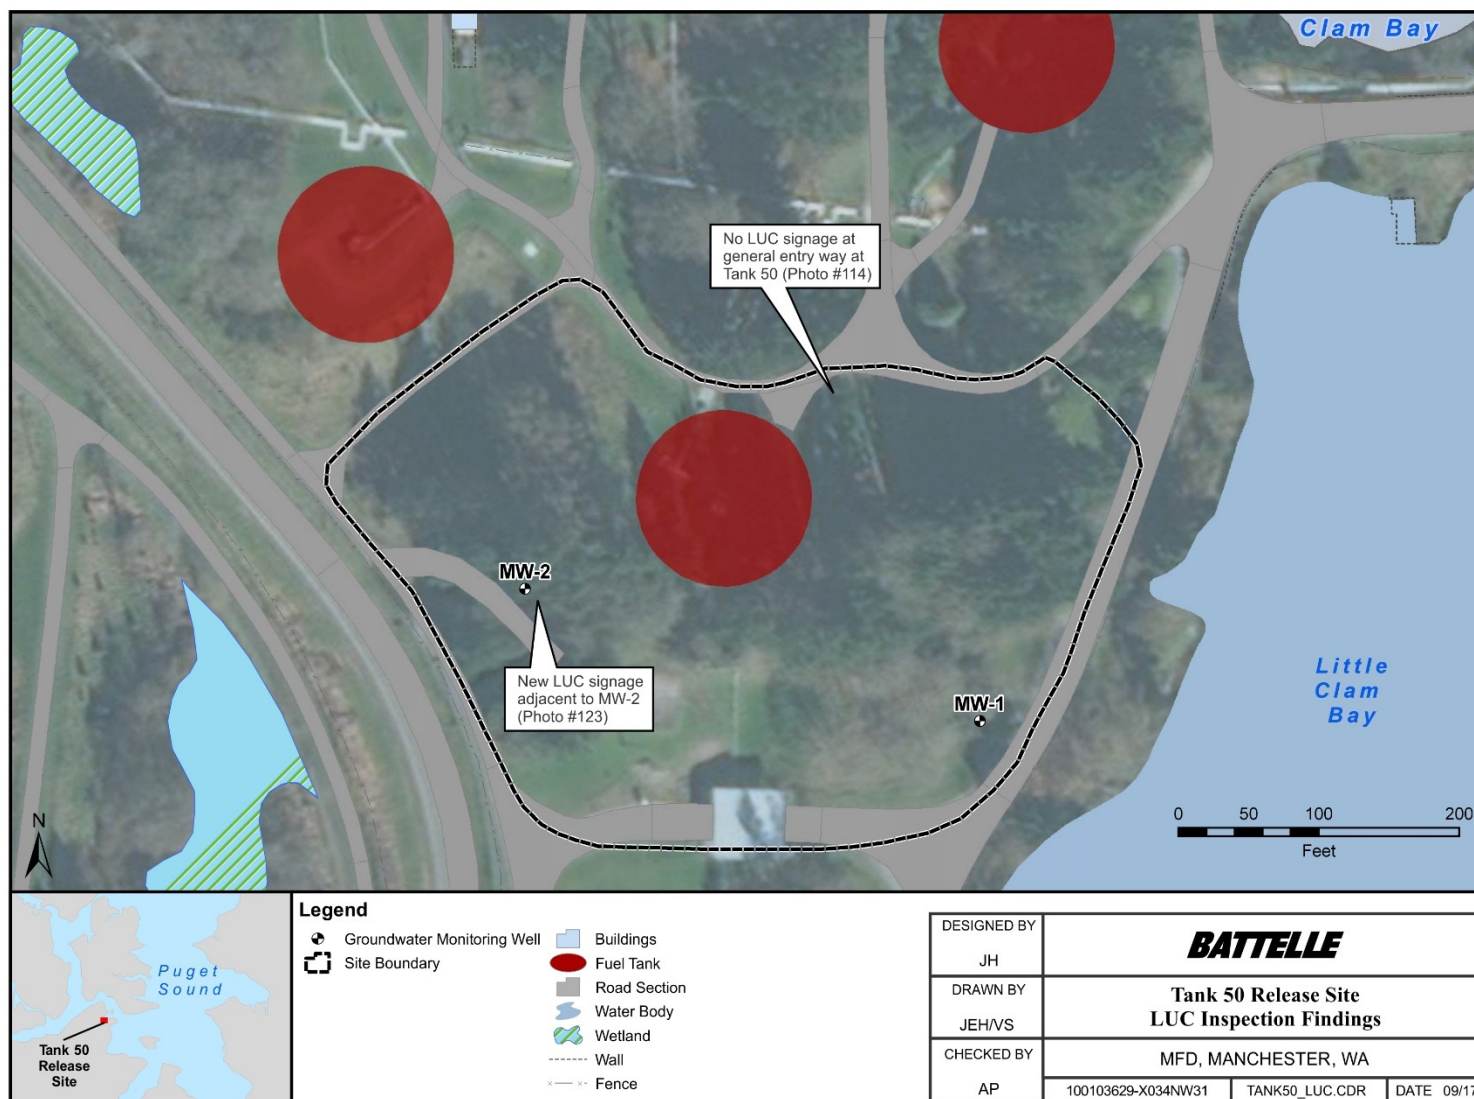 Clam Bay
No LUC signage at
general entry way at
Tank 50 (Photo #114)
MW-2
New LUC signage
adjacent to MW-2
(Photo #123)
MW-1
Little
Clam
Bay
N
0 50 100 200
Feet
Puget
Sound
Tank 50
Release
Site
Legend
Groundwater Monitoring Well
Site Boundary
Buildings
Fuel Tank
Road Section
Water Body
Wetland
Wall
Fence
DESIGNED BY
JH
DRAWN BY
JEH/VS
CHECKED BY
AP
BATTELLE
Tank 50 Release Site
LUC Inspection Findings
MFD, MANCHESTER, WA
100103629-X034NW31 TANK50_LUC.CDR DATE 09/17